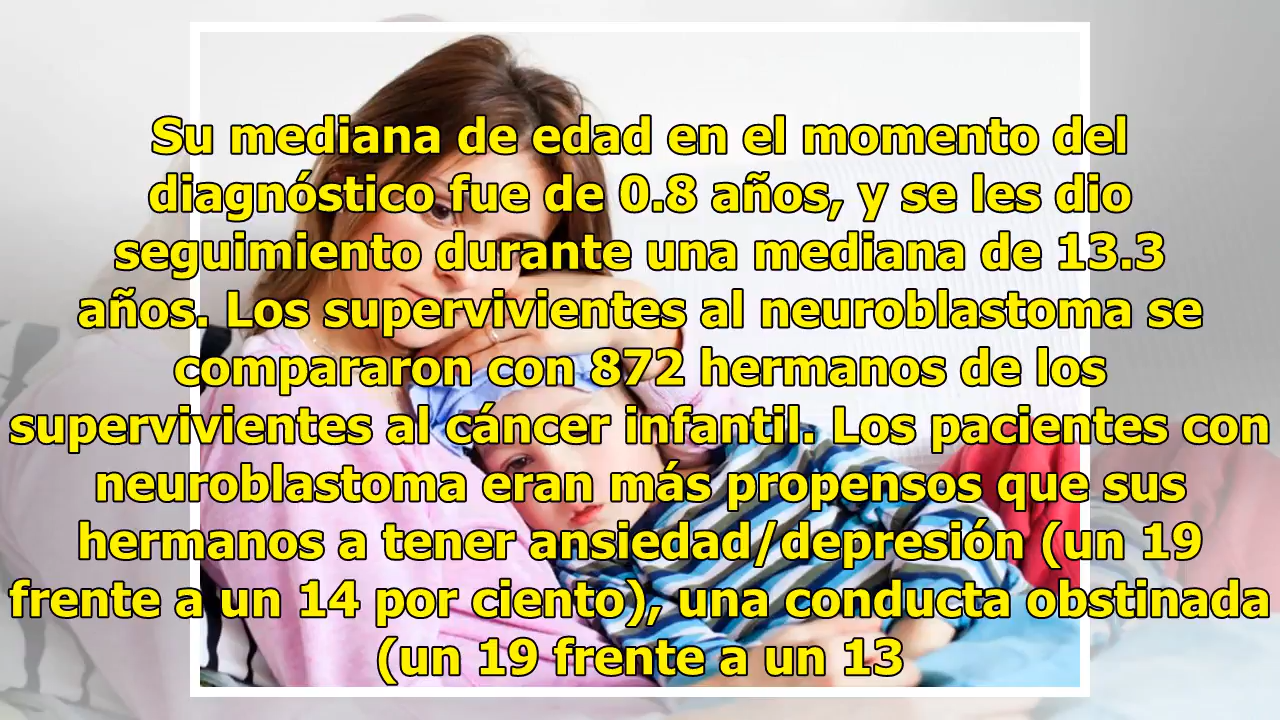 Su mediana de edad en el momento del
diagnóstico fue de 0.8 años, y se les dio
seguimiento durante una mediana de 13.3
años. Los supervivientes al neuroblastoma se
compararon con 872 hermanos de los
supervivientes al cáncer infantil. Los pacientes con
neuroblastoma eran más propensos que sus
hermanos a tener ansiedad/depresión (un 19
frente a un 14 por ciento), una conducta obstinada
(un 19 frente a un 13